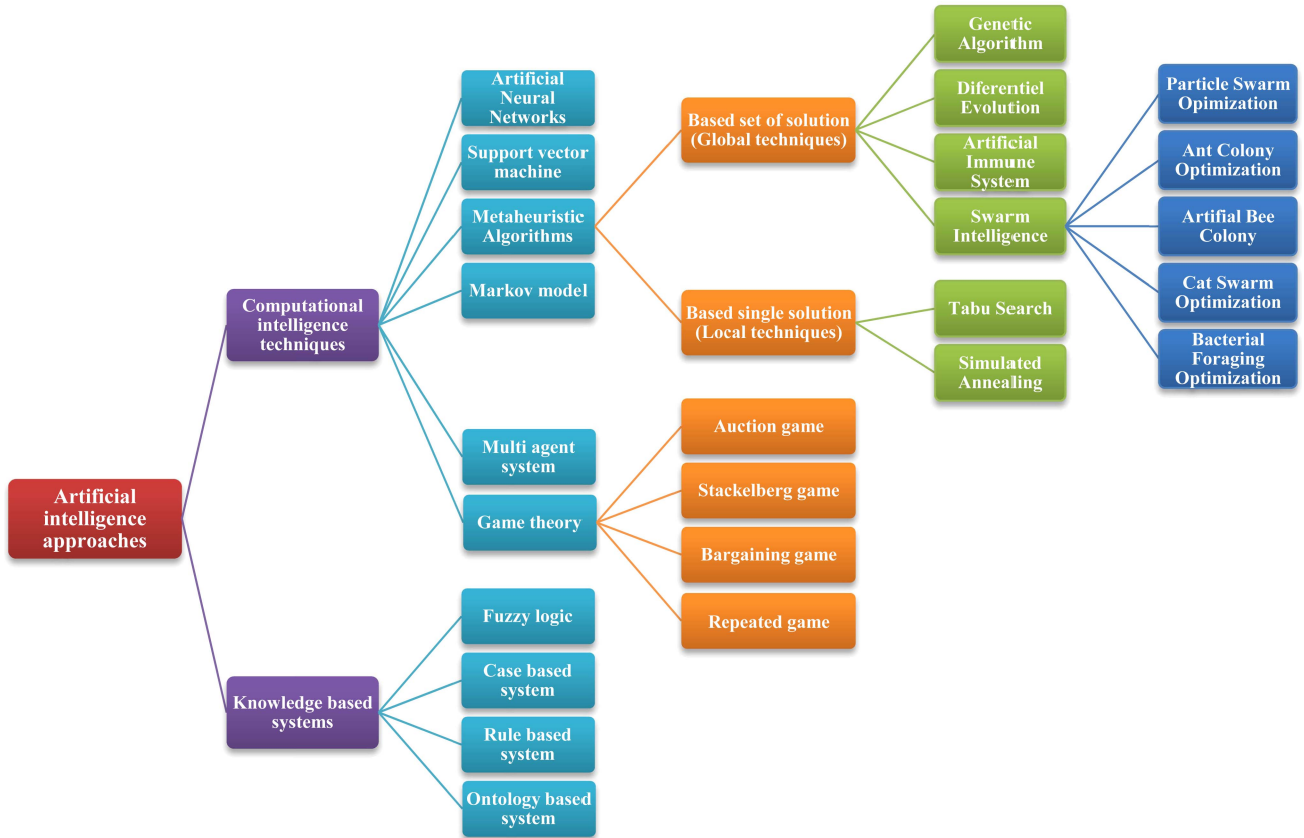 Artificial
intelligence
approaches
Computational
intelligence
techniques
Knowledge based
systems
Artificial
Neural
Networks
Support vector
machine
Metaheuristic
Algorithms
Markov model
Multi agent
system
Game theory
Fuzzy logic
Case based
system
Rule based
system
Ontology based
system
Based set of solution
(Global techniques)
Based single solution
(Local techniques)
Auction game
Stackelberg game
Bargaining game
Repeated game
Genetic
Algorithm
Diferentiel
Evolution
Artificial
Immune
System
Swarm
Intelligence
Tabu Search
Simulated
Annealing
Particle Swarm
Opimization
Ant Colony
Optimization
Artifial Bee
Colony
Cat Swarm
Optimization
Bacterial
Foraging
Optimization